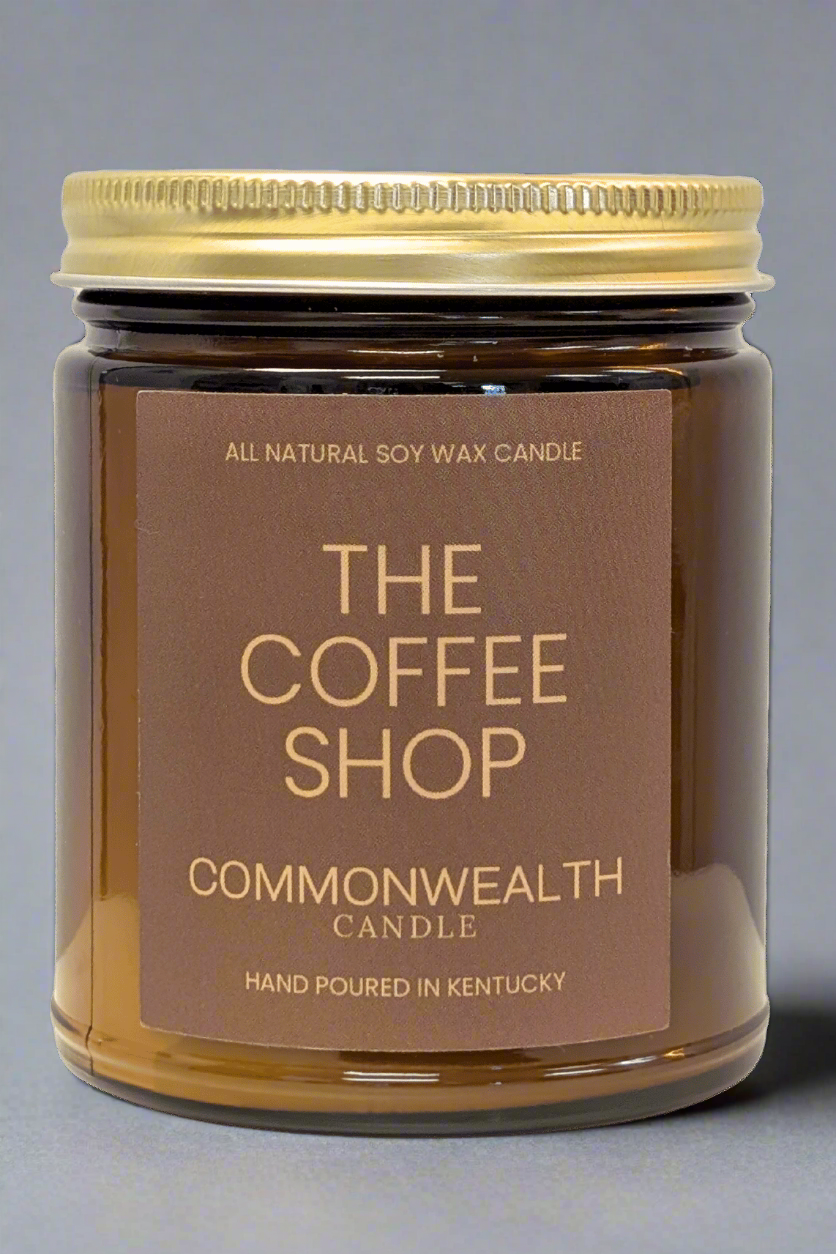 ALL NATURAL SOY WAX CANDLE
THE
COFFEE
SHOP
COMMONWEALTH
CANDLE
HAND POURED IN KENTUCKY